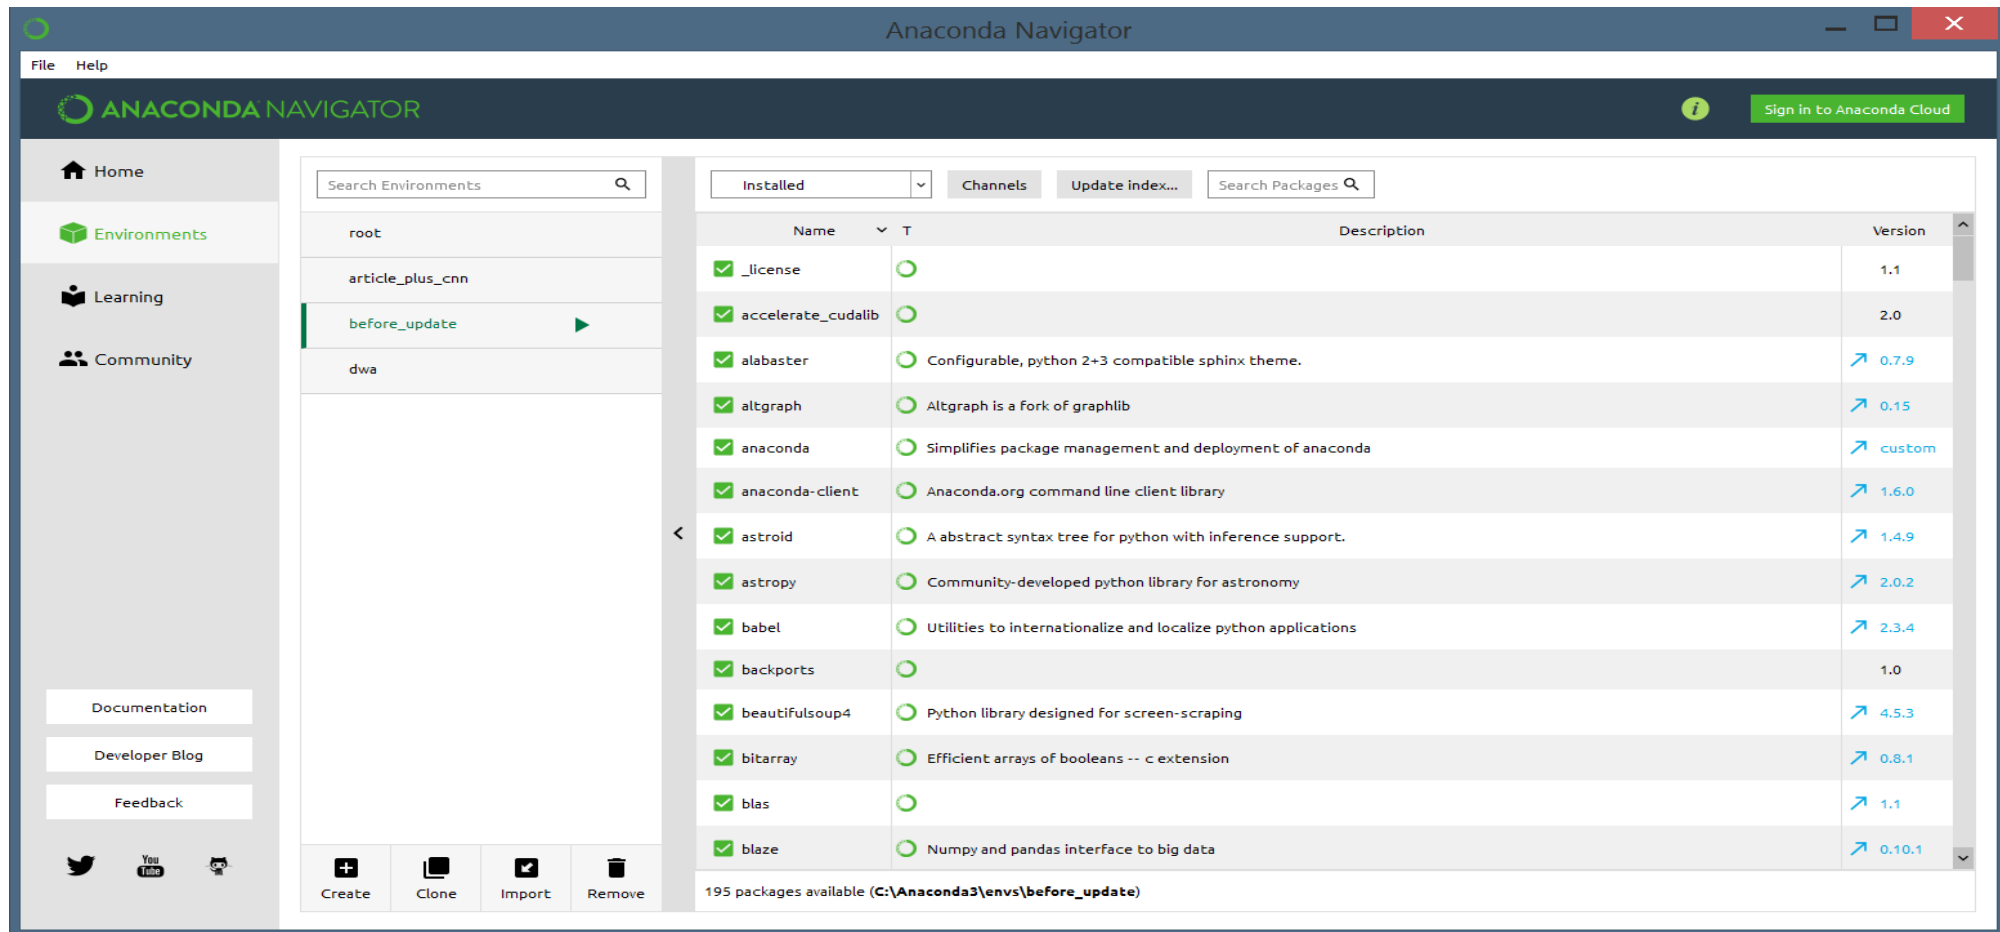 Anaconda Navigator
File Help
ANACONDA NAVIGATOR
i
Sign in to Anaconda Cloud
Home
Environments
Learning
Community
Documentation
Developer Blog
Feedback
You
Tube
Search Environments
root
article_plus_cnn
before_update
dwa
Create Clone Import Remove
Installed Channels Update index... Search Packages
Name T Description Version
_license 1.1
accelerate_cudalib 2.0
alabaster Configurable, python 2+3 compatible sphinx theme. 0.7.9
altgraph Altgraph is a fork of graphlib 0.15
anaconda Simplifies package management and deployment of anaconda custom
anaconda-client Anaconda.org command line client library 1.6.0
astroid A abstract syntax tree for python with inference support. 1.4.9
astropy Community-developed python library for astronomy 2.0.2
babel Utilities to internationalize and localize python applications 2.3.4
backports 1.0
beautifulsoup4 Python library designed for screen-scraping 4.5.3
bitarray Efficient arrays of booleans -- c extension 0.8.1
blas 1.1
blaze Numpy and pandas interface to big data 0.10.1
195 packages available (C:\Anaconda3\envs\before_update)